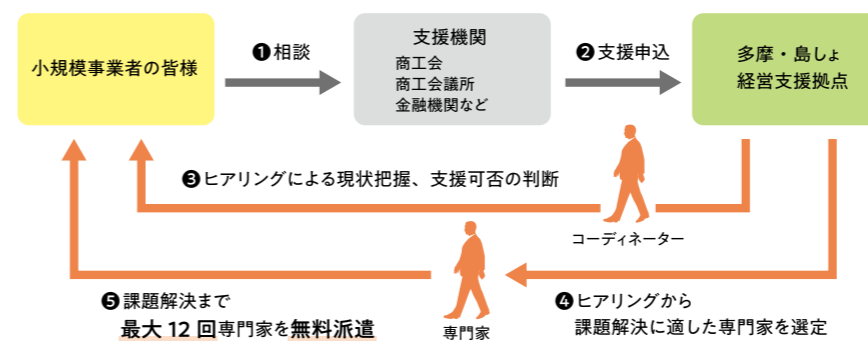 小規模事業者の皆様
❶相談
支援機関
商工会
商工会議所
金融機関など
❷支援申込
多摩・島しょ
経営支援拠点
❸ヒアリングによる現状把握、支援可否の判断
コーディネーター
❹ヒアリングから
課題解決に適した専門家を選定
専門家
❺課題解決まで
最大12回専門家を無料派遣